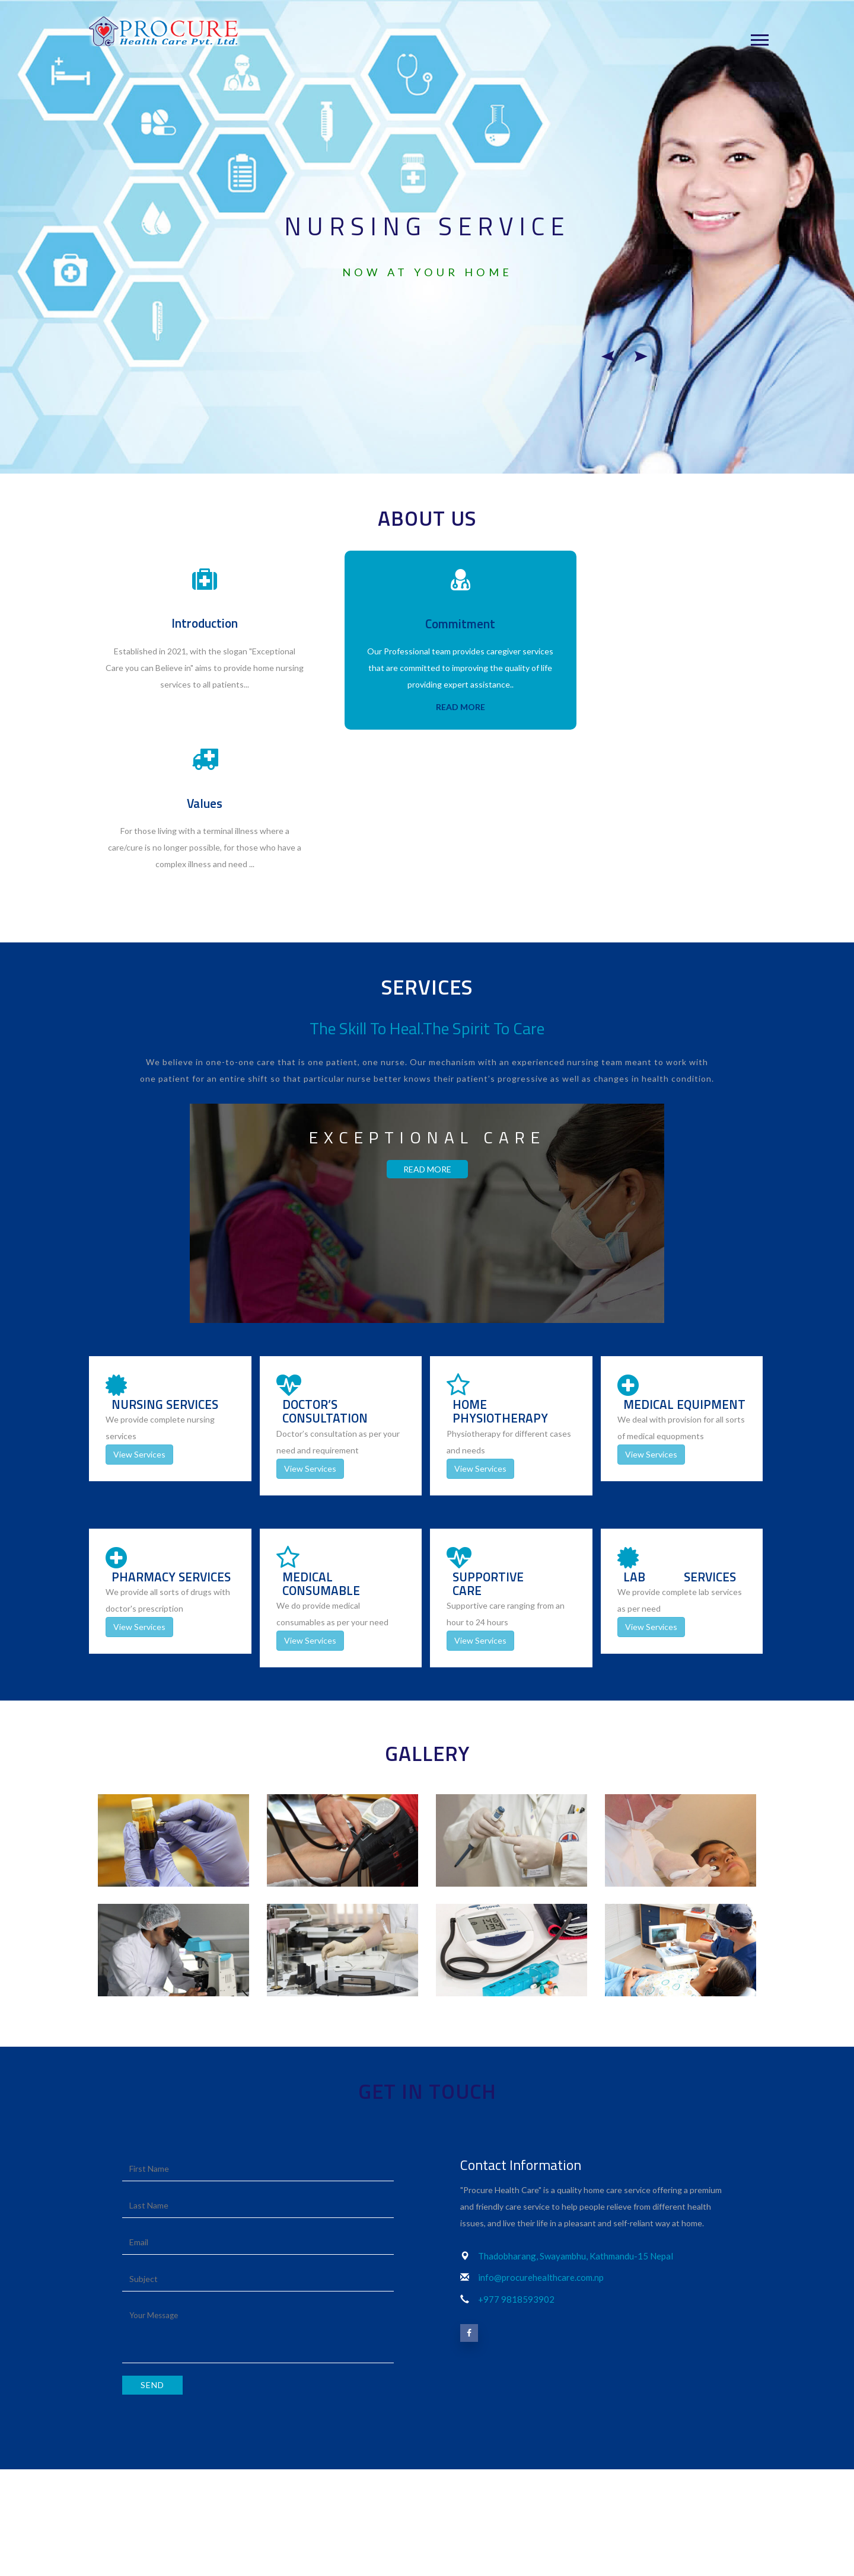 PROCURE
Health Care Pvt. Ltd.
NURSING SERVICE
NOW AT YOUR HOME
ABOUT US
Introduction
Established in 2021, with the slogan "Exceptional
Care you can Believe in" aims to provide home nursing
services to all patients...
Commitment
Our Professional team provides caregiver services
that are committed to improving the quality of life
providing expert assistance..
READ MORE
Values
For those living with a terminal illness where a
care/cure is no longer possible, for those who have a
complex illness and need ...
SERVICES
The Skill To Heal.The Spirit To Care
We believe in one-to-one care that is one patient, one nurse. Our mechanism with an experienced nursing team meant to work with
one patient for an entire shift so that particular nurse better knows their patient's progressive as well as changes in health condition.
EXCEPTIONAL CARE
READ MORE
NURSING SERVICES
We provide complete nursing
services
View Services
DOCTOR'S
CONSULTATION
Doctor's consultation as per your
need and requirement
View Services
HOME
PHYSIOTHERAPY
Physiotherapy for different cases
and needs
View Services
MEDICAL EQUIPMENT
We deal with provision for all sorts
of medical equopments
View Services
PHARMACY SERVICES
We provide all sorts of drugs with
doctor's prescription
View Services
MEDICAL
CONSUMABLE
We do provide medical
consumables as per your need
View Services
SUPPORTIVE
CARE
Supportive care ranging from an
hour to 24 hours
View Services
LAB SERVICES
We provide complete lab services
as per need
View Services
GALLERY
GET IN TOUCH
First Name
Last Name
Email
Subject
Your Message
SEND
Contact Information
"Procure Health Care" is a quality home care service offering a premium
and friendly care service to help people relieve from different health
issues, and live their life in a pleasant and self-reliant way at home.
Thadobharang, Swayambhu, Kathmandu-15 Nepal
info@procurehealthcare.com.np
+977 9818593902